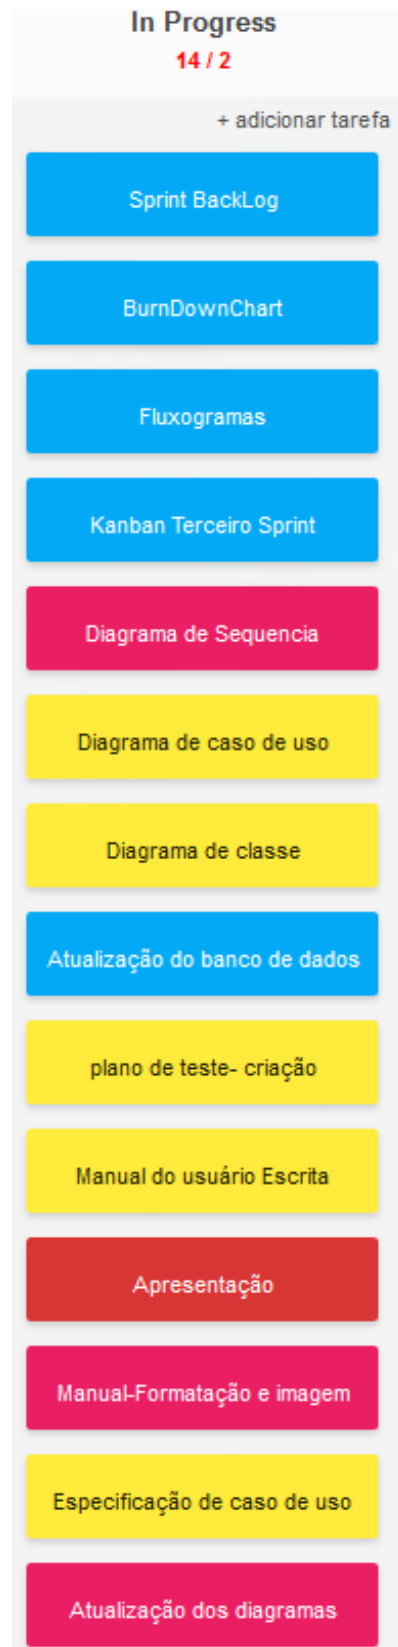 In Progress
14 / 2
+ adicionar tarefa
Sprint BackLog
BurnDownChart
Fluxogramas
Kanban Terceiro Sprint
Diagrama de Sequencia
Diagrama de caso de uso
Diagrama de classe
Atualização do banco de dados
plano de teste- criação
Manual do usuário Escrita
Apresentação
Manual-Formatação e imagem
Especificação de caso de uso
Atualização dos diagramas